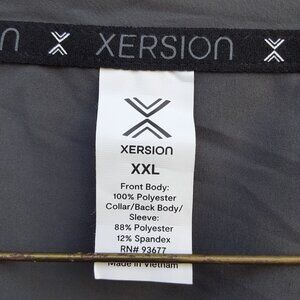 n XERSION
XERSION
XXL
Front Body:
100% Polyester
Collar/Back Body/
Sleeve:
88% Polyester
12% Spandex
RN# 93677
Made in Vietnam